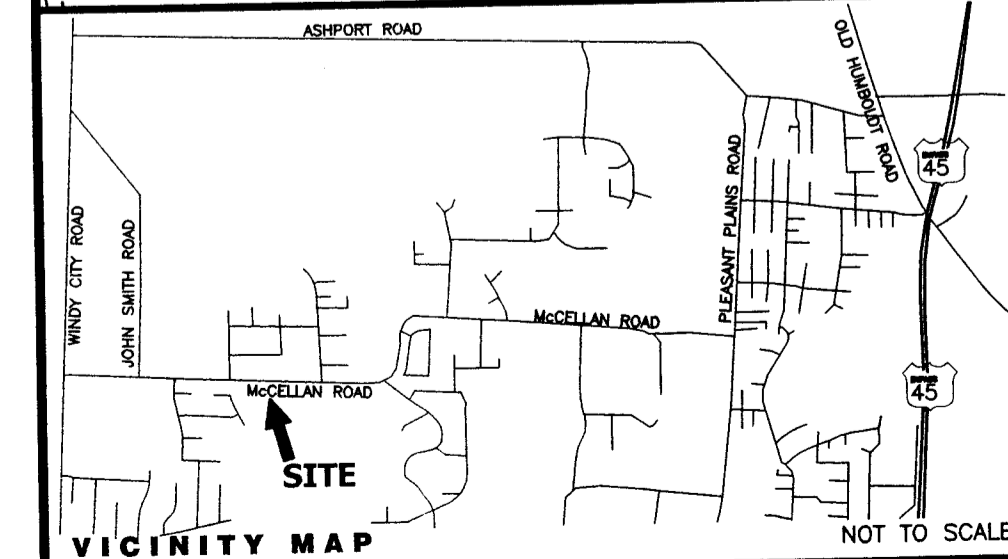 ASHPORT ROAD
OLD HUMBOLDT ROAD
45
PLEASANT PLAINS ROAD
WINDY CITY ROAD
JOHN SMITH ROAD
McCELLAN ROAD
45
McCELLAN ROAD
SITE
VICINITY MAP
NOT TO SCALE